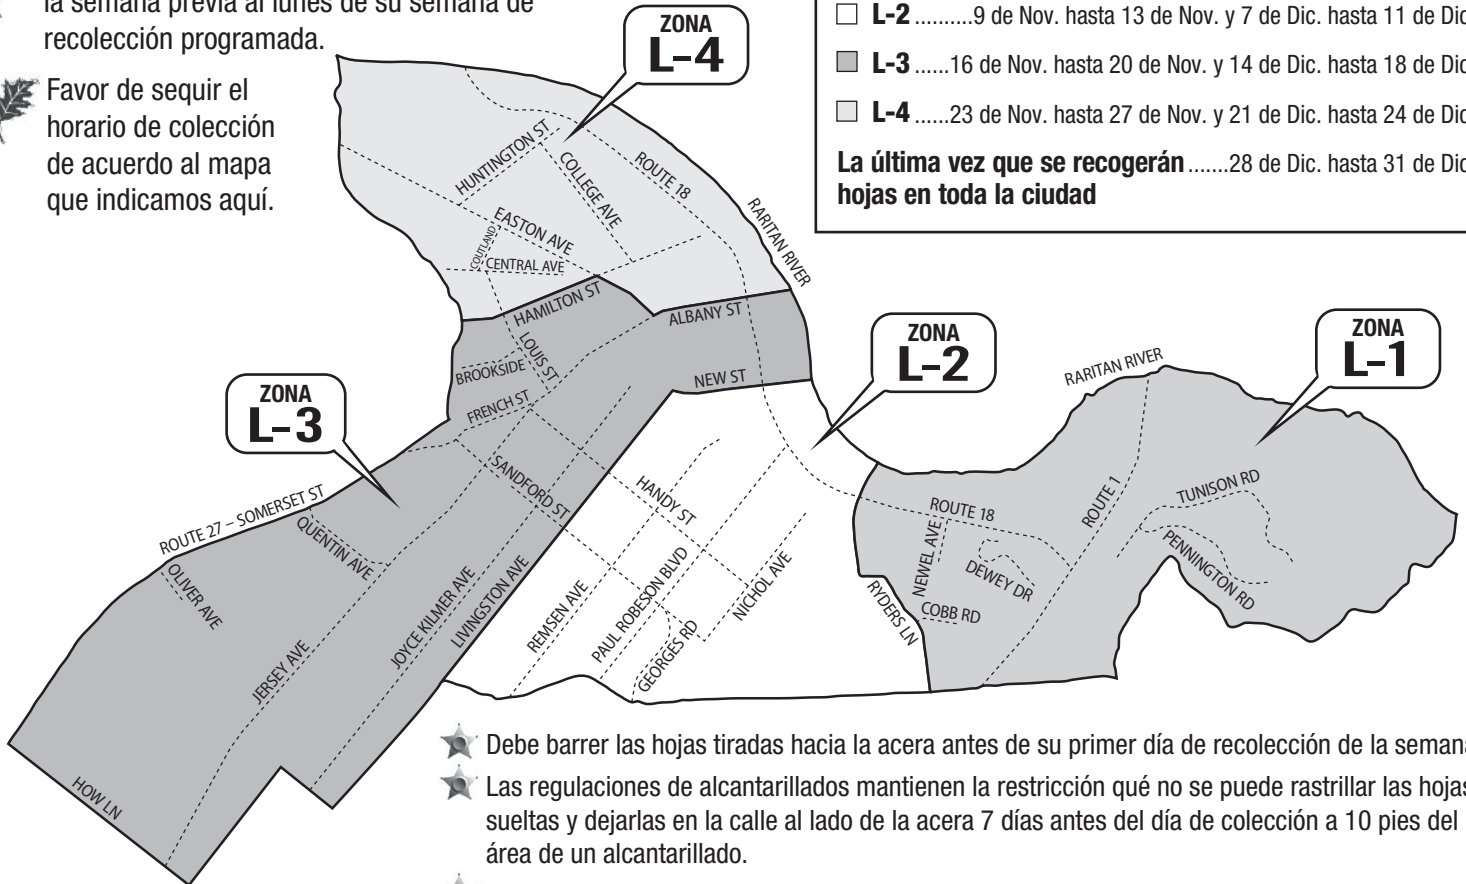 la semana previa al lunes de su semana de
recolección programada.
Favor de sequir el
horario de colección
de acuerdo al mapa
que indicamos aquí.
L-2 ..........9 de Nov. hasta 13 de Nov. y 7 de Dic. hasta 11 de Dic
L-3 ......16 de Nov. hasta 20 de Nov. y 14 de Dic. hasta 18 de Dic
L-4 ......23 de Nov. hasta 27 de Nov. y 21 de Dic. hasta 24 de Dic
La última vez que se recogerán .......28 de Dic. hasta 31 de Dic
hojas en toda la ciudad
ZONA
L-4
HUNTINGTON ST
COLLEGE AVE
ROUTE 18
RARITAN RIVER
EASTON AVE
COUTLAND
CENTRAL AVE
HAMILTON ST
ALBANY ST
LOUIS ST
BROOKSIDE
NEW ST
FRENCH ST
ZONA
L-2
RARITAN RIVER
ZONA
L-1
ZONA
L-3
SANDFORD ST
HANDY ST
ROUTE 27 – SOMERSET ST
QUENTIN AVE
OLIVER AVE
JERSEY AVE
JOYCE KILMER AVE
LIVINGSTON AVE
REMSEN AVE
PAUL ROBESON BLVD
GEORGES RD
NICHOL AVE
ROUTE 18
ROUTE 1
TUNISON RD
PENNINGTON RD
NEWEL AVE
DEWEY DR
COBB RD
RYDERS LN
HOW LN
Debe barrer las hojas tiradas hacia la acera antes de su primer día de recolección de la semana
Las regulaciones de alcantarillados mantienen la restricción qué no se puede rastrillar las hojas
sueltas y dejarlas en la calle al lado de la acera 7 días antes del día de colección a 10 pies del
área de un alcantarillado.